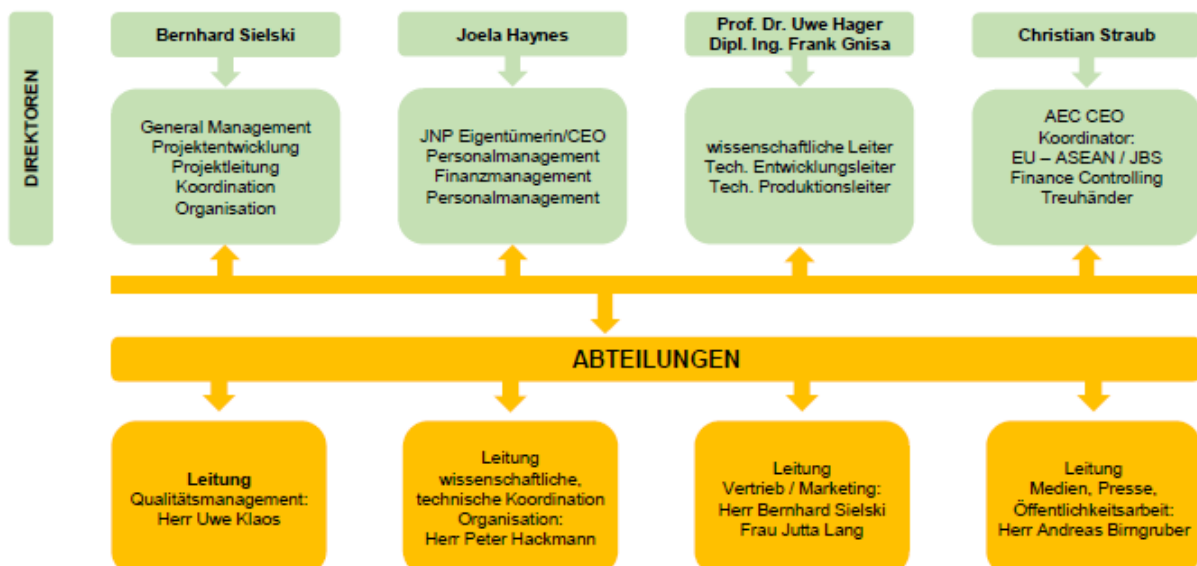 DIREKTOREN
Bernhard Sielski
Joela Haynes
Prof. Dr. Uwe Hager
Dipl. Ing. Frank Gnisa
Christian Straub
General Management
Projektentwicklung
Projektleitung
Koordination
Organisation
JNP Eigentümerin/CEO
Personalmanagement
Finanzmanagement
Personalmanagement
wissenschaftliche Leiter
Tech. Entwicklungsleiter
Tech. Produktionsleiter
AEC CEO
Koordinator:
EU – ASEAN / JBS
Finance Controlling
Treuhänder
ABTEILUNGEN
Leitung
Qualitätsmanagement:
Herr Uwe Klaos
Leitung
wissenschaftliche,
technische Koordination
Organisation:
Herr Peter Hackmann
Leitung
Vertrieb / Marketing:
Herr Bernhard Sielski
Frau Jutta Lang
Leitung
Medien, Presse,
Öffentlichkeitsarbeit:
Herr Andreas Birngruber